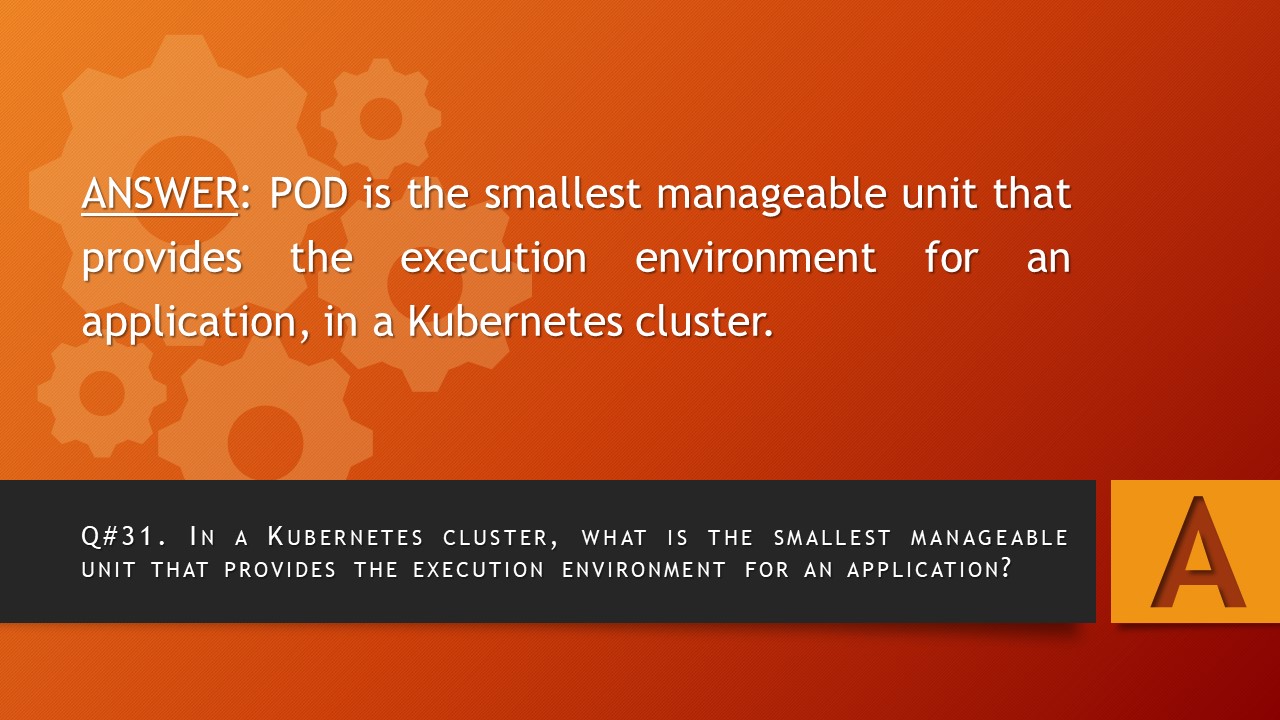 ANSWER: POD is the smallest manageable unit that
provides the execution environment for an
application, in a Kubernetes cluster.
Q#31. In a Kubernetes cluster, what is the smallest manageable
unit that provides the execution environment for an application?
A